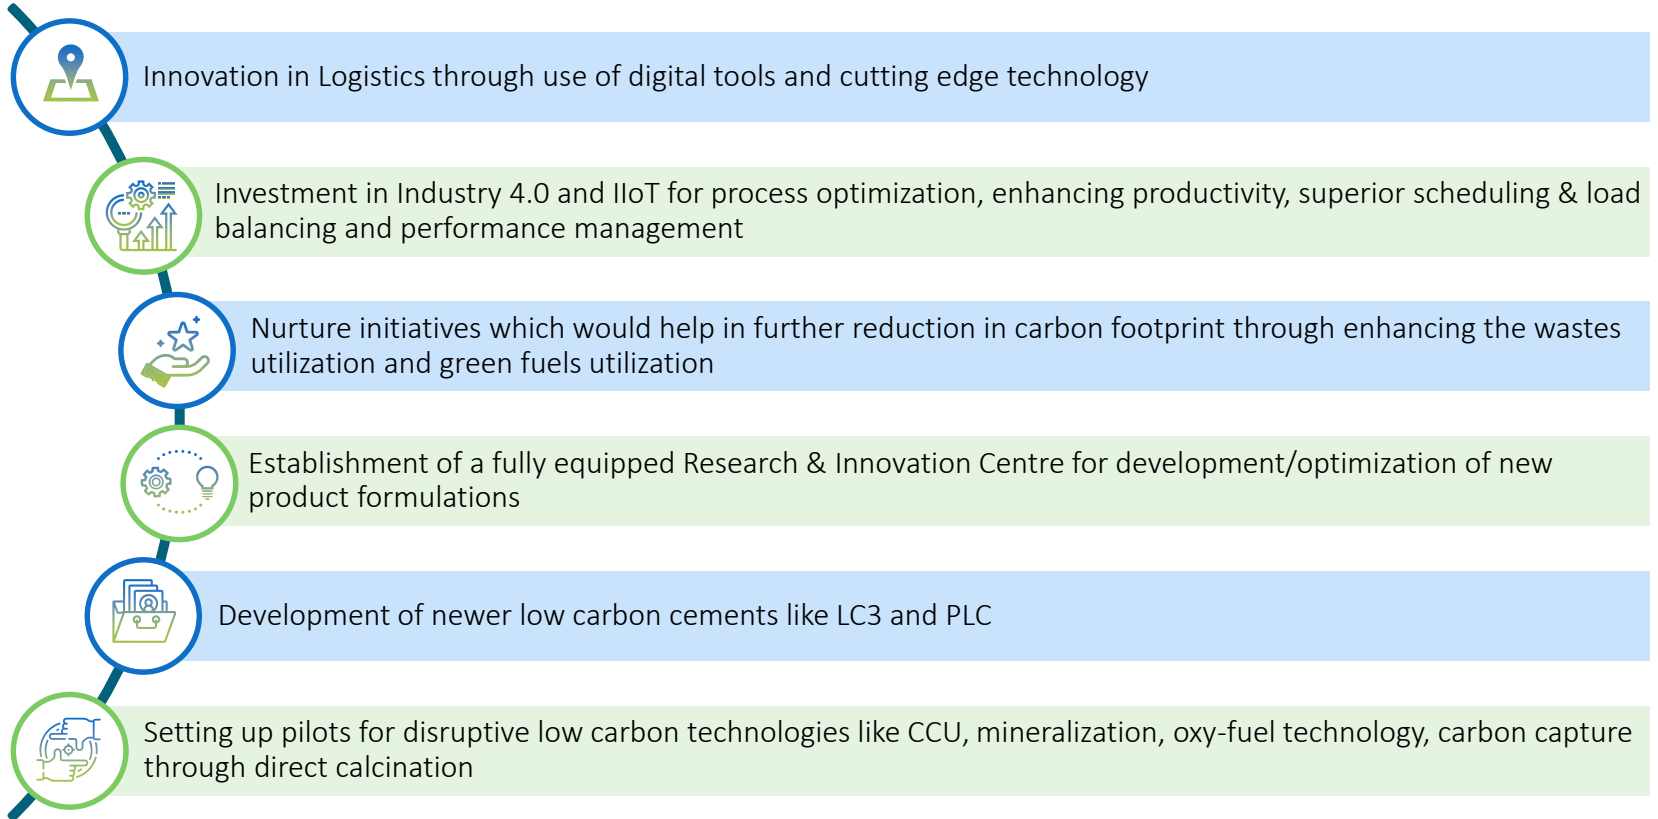 Innovation in Logistics through use of digital tools and cutting edge technology
Investment in Industry 4.0 and IIoT for process optimization, enhancing productivity, superior scheduling & load
balancing and performance management
Nurture initiatives which would help in further reduction in carbon footprint through enhancing the wastes
utilization and green fuels utilization
Establishment of a fully equipped Research & Innovation Centre for development/optimization of new
product formulations
Development of newer low carbon cements like LC3 and PLC
Setting up pilots for disruptive low carbon technologies like CCU, mineralization, oxy-fuel technology, carbon capture
through direct calcination